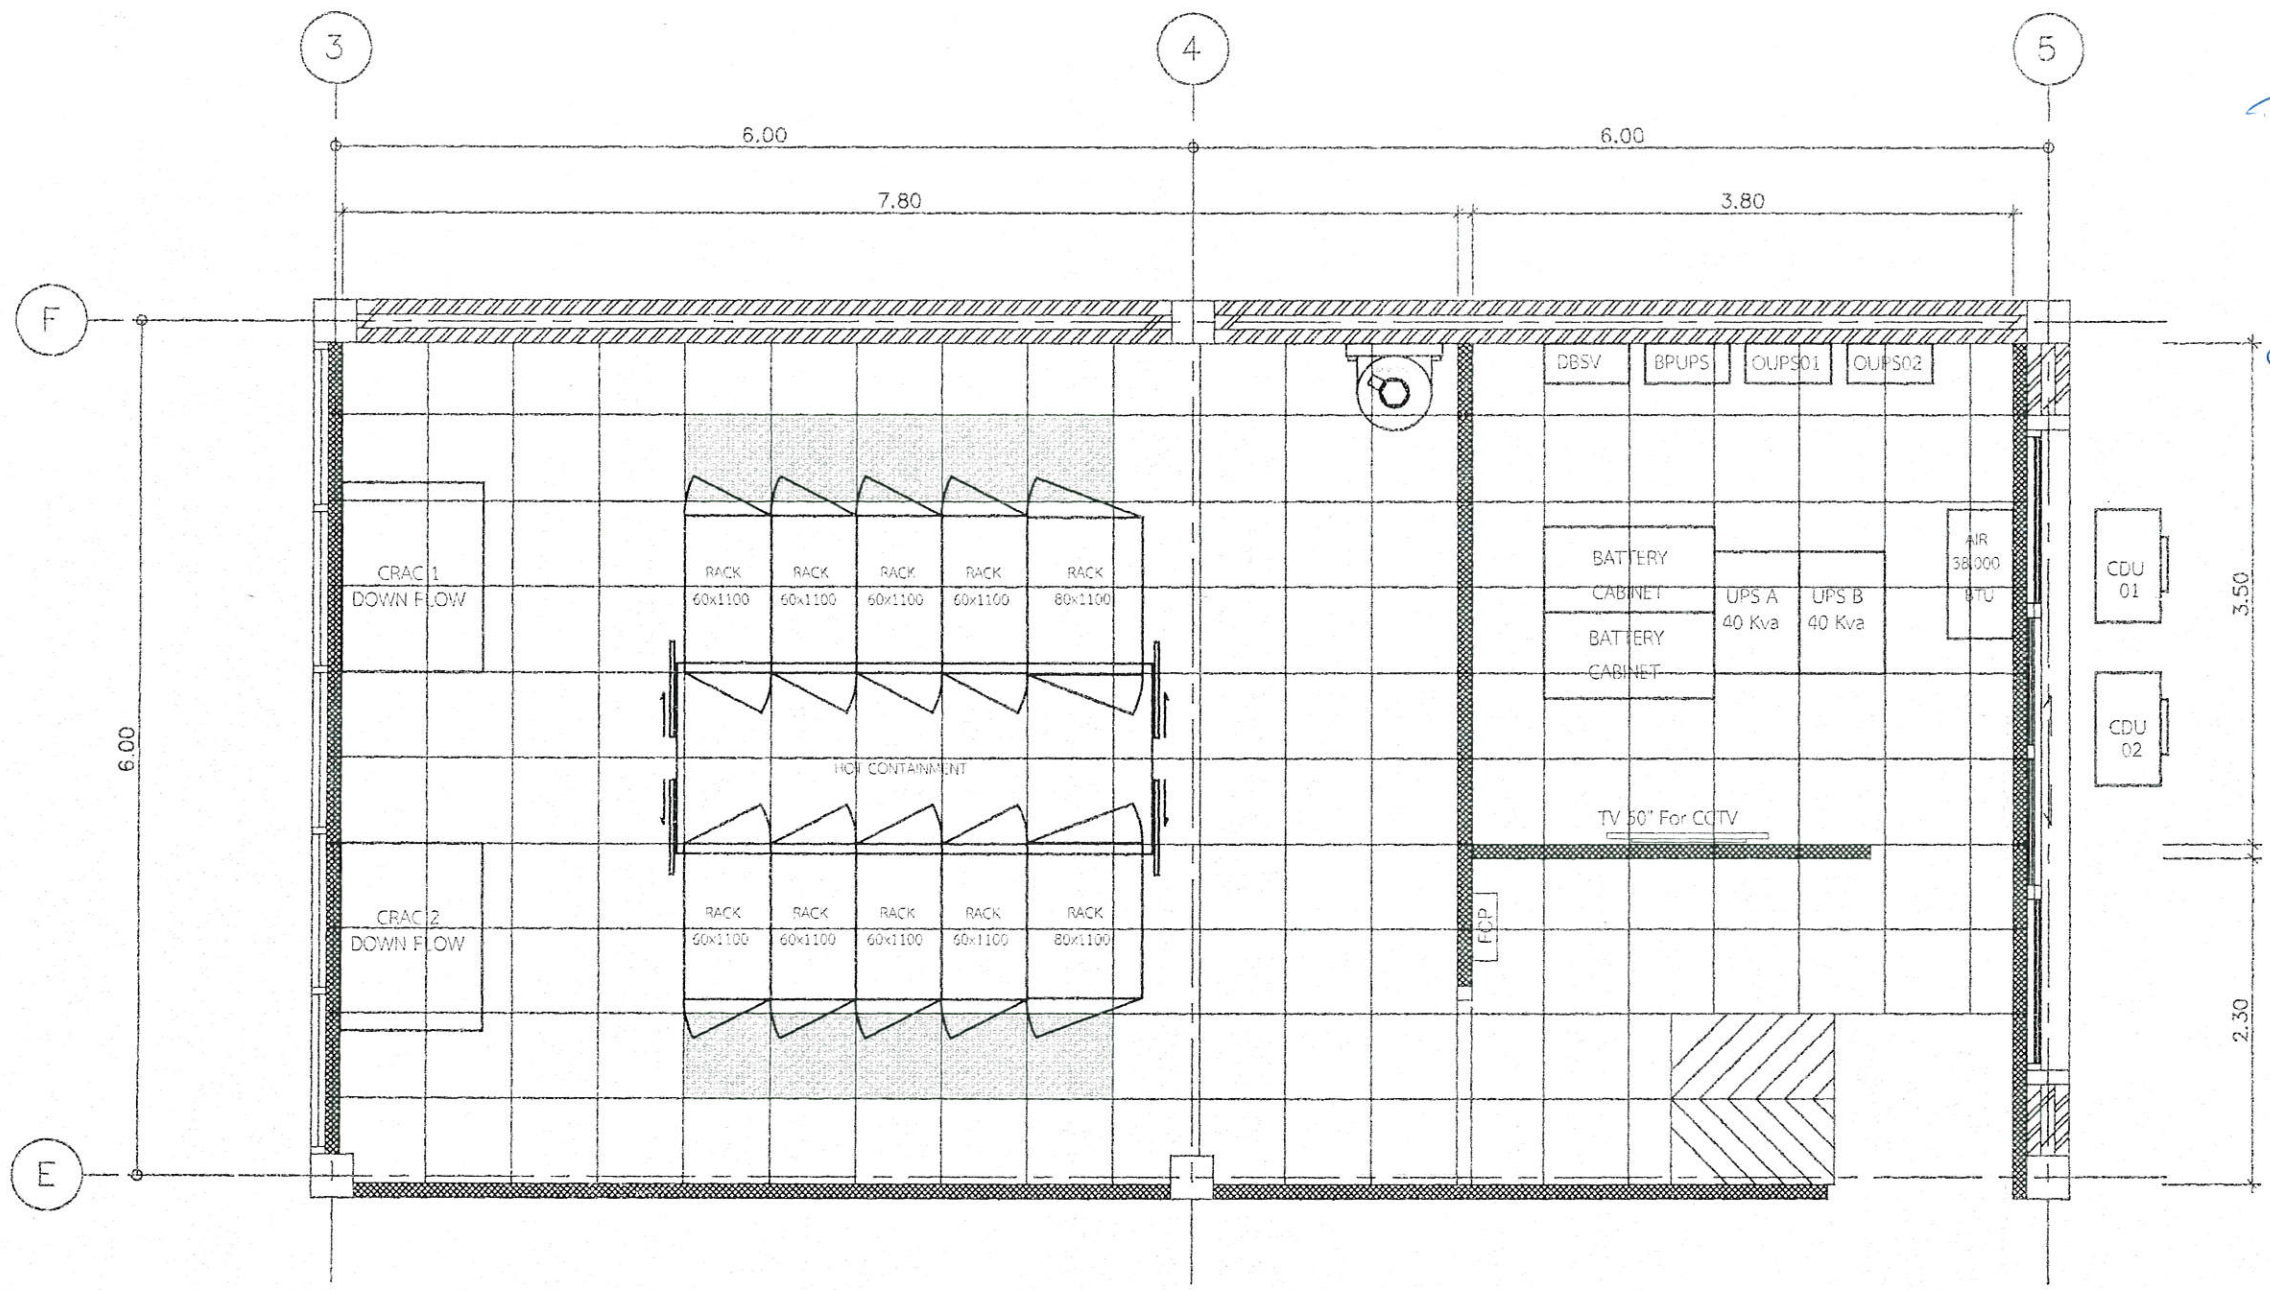 3
4
5
6.00
6.00
7.80
3.80
F
DBSV
BPUPS
OUPS01
OUPS02
CRAC 1
DOWN FLOW
RACK
60x1100
RACK
60x1100
RACK
60x1100
RACK
60x1100
RACK
80x1100
BATTERY
CABINET
BATTERY
CABINET
UPS A
40 Kva
UPS B
40 Kva
AIR
38,000
BTU
CDU
01
CDU
02
3.50
6.00
HOT CONTAINMENT
TV 50" For CCTV
CRAC 2
DOWN FLOW
RACK
60x1100
RACK
60x1100
RACK
60x1100
RACK
60x1100
RACK
80x1100
FCP
2.30
E